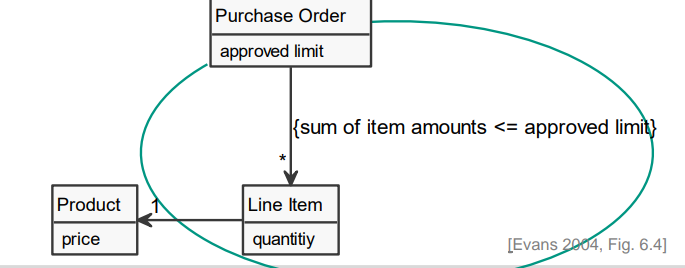 Purchase Order
approved limit
{sum of item amounts <= approved limit}
*
Product
1
Line Item
price
quantitiy
[Evans 2004, Fig. 6.4]